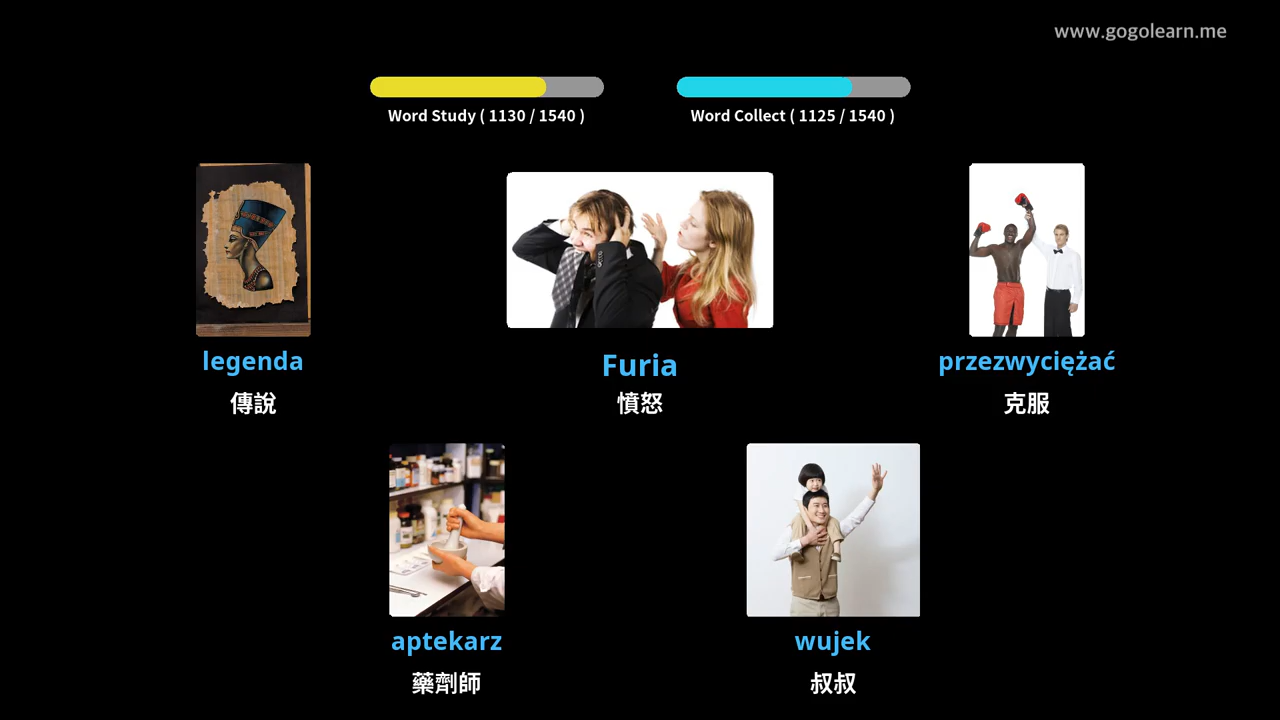 www.gogolearn.me
Word Study ( 1130 / 1540 )
Word Collect ( 1125 / 1540 )
legenda
傳說
Furia
憤怒
przezwyciężać
克服
aptekarz
藥劑師
wujek
叔叔